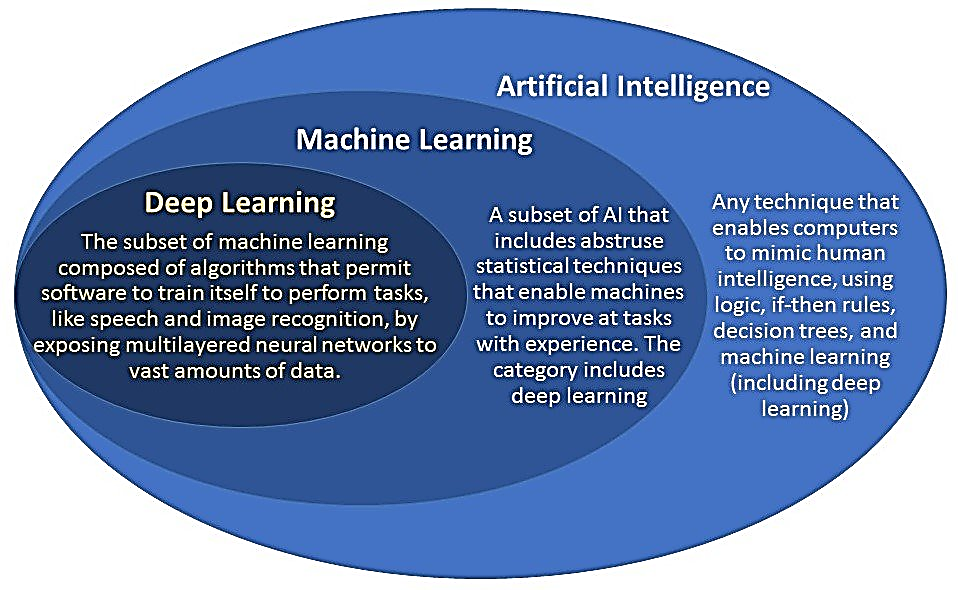 Artificial Intelligence
Machine Learning
Deep Learning
The subset of machine learning
composed of algorithms that permit
software to train itself to perform tasks,
like speech and image recognition, by
exposing multilayered neural networks to
vast amounts of data.
A subset of AI that
includes abstruse
statistical techniques
that enable machines
to improve at tasks
with experience. The
category includes
deep learning
Any technique that
enables computers
to mimic human
intelligence, using
logic, if-then rules,
decision trees, and
machine learning
(including deep
learning)